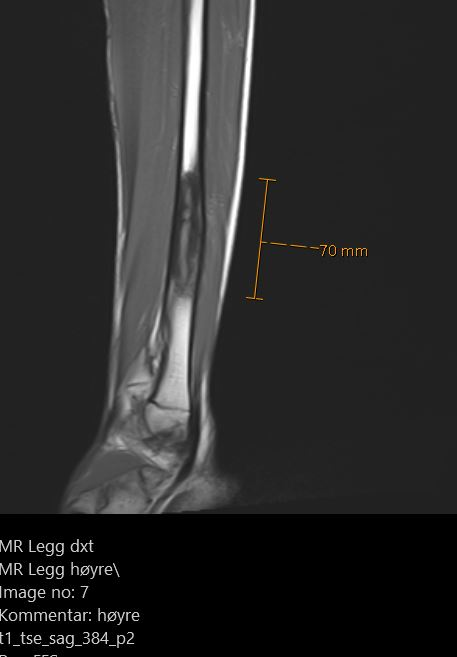 70 mm
MR Legg dxt
MR Legg høyre\
Image no: 7
Kommentar: høyre
t1_tse_sag_384_p2